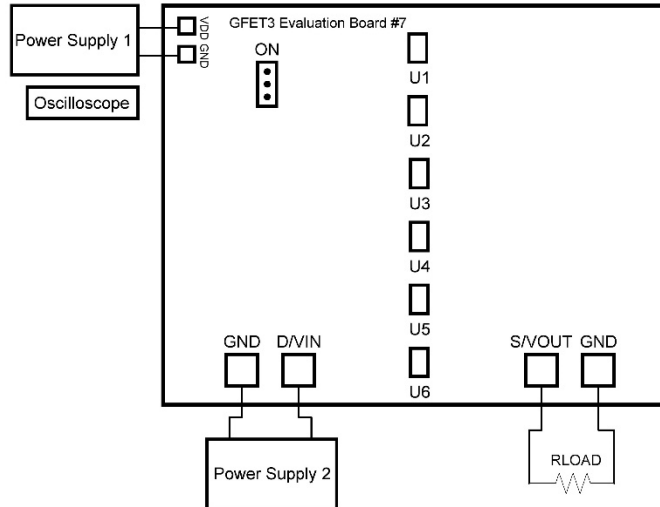 Power Supply 1
VDD
GND
GFET3 Evaluation Board #7
ON
Oscilloscope
U1
U2
U3
U4
U5
U6
GND D/VIN
S/VOUT GND
Power Supply 2
RLOAD